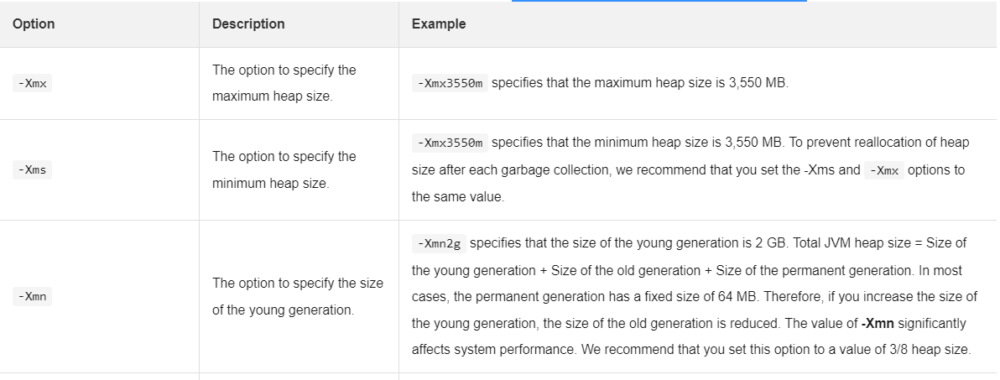 Option Description Example
-Xmx
The option to specify the
maximum heap size.
-Xmx3550m specifies that the maximum heap size is 3,550 MB.
-Xms
The option to specify the
minimum heap size.
-Xmx3550m specifies that the minimum heap size is 3,550 MB. To prevent reallocation of heap
size after each garbage collection, we recommend that you set the -Xms and -Xmx options to
the same value.
-Xmn
The option to specify the size
of the young generation.
-Xmn2g specifies that the size of the young generation is 2 GB. Total JVM heap size = Size of
the young generation + Size of the old generation + Size of the permanent generation. In most
cases, the permanent generation has a fixed size of 64 MB. Therefore, if you increase the size of
the young generation, the size of the old generation is reduced. The value of -Xmn significantly
affects system performance. We recommend that you set this option to a value of 3/8 heap size.